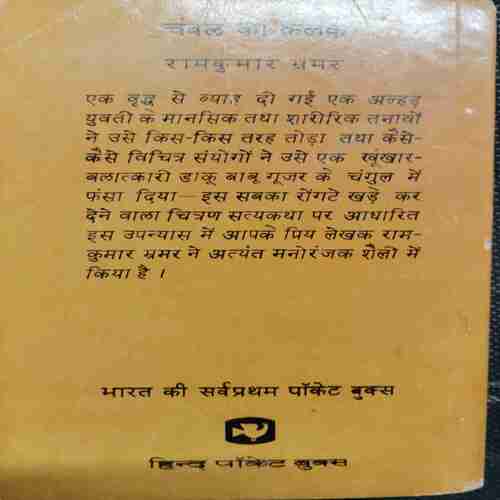 चंबल की कलंक
रामकुमार भ्रमर
एक वृद्ध से ब्याह दी गई एक अल्हड़
युवती के मानसिक तथा शारीरिक तनावों
ने उसे किस-किस तरह तोड़ा तथा कैसे-
कैसे विचित्र संयोगों ने उसे एक खूंखार-
बलात्कारी डाकू बाबू गूजर के चंगुल में
फंसा दिया—इस सबका रोंगटे खड़े कर
देने वाला चित्रण सत्यकथा पर आधारित
इस उपन्यास में आपके प्रिय लेखक राम-
कुमार भ्रमर ने अत्यंत मनोरंजक शैली में
किया है ।
भारत की सर्वप्रथम पॉकेट बुक्स
हिन्द पॉकेट बुक्स